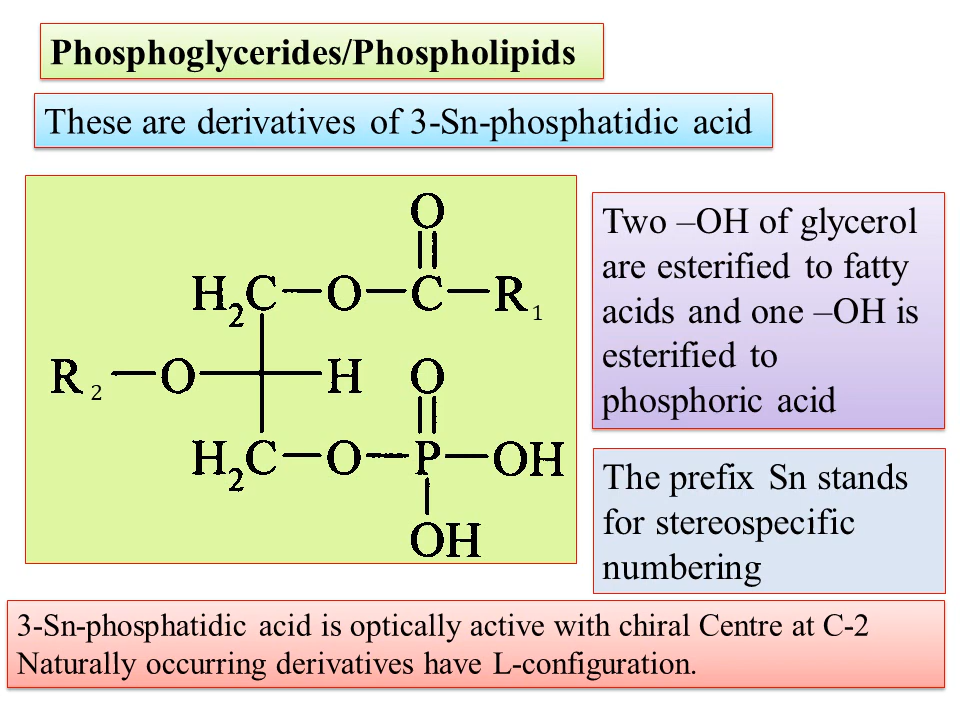 Phosphoglycerides/Phospholipids
These are derivatives of 3-Sn-phosphatidic acid
O
H2C—O—C—R1
R2—O—H
O
H2C—O—P—OH
OH
Two –OH of glycerol
are esterified to fatty
acids and one –OH is
esterified to
phosphoric acid
The prefix Sn stands
for stereospecific
numbering
3-Sn-phosphatidic acid is optically active with chiral Centre at C-2
Naturally occurring derivatives have L-configuration.